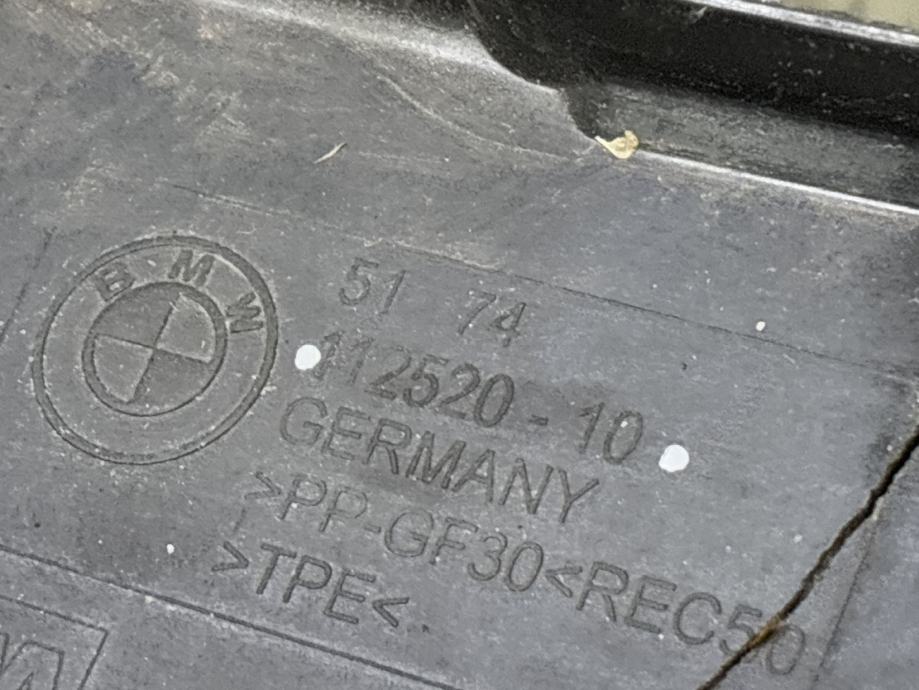 BMW
51 74
112520 - 10
GERMANY
>PP-GF30<REC50
>TPE<